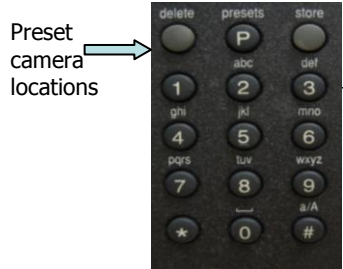 Preset
camera
locations
delete presets store
P
abc def
1 2 3
ghi jkl mno
4 5 6
pqrs tuv wxyz
7 8 9
a/A
* 0 #